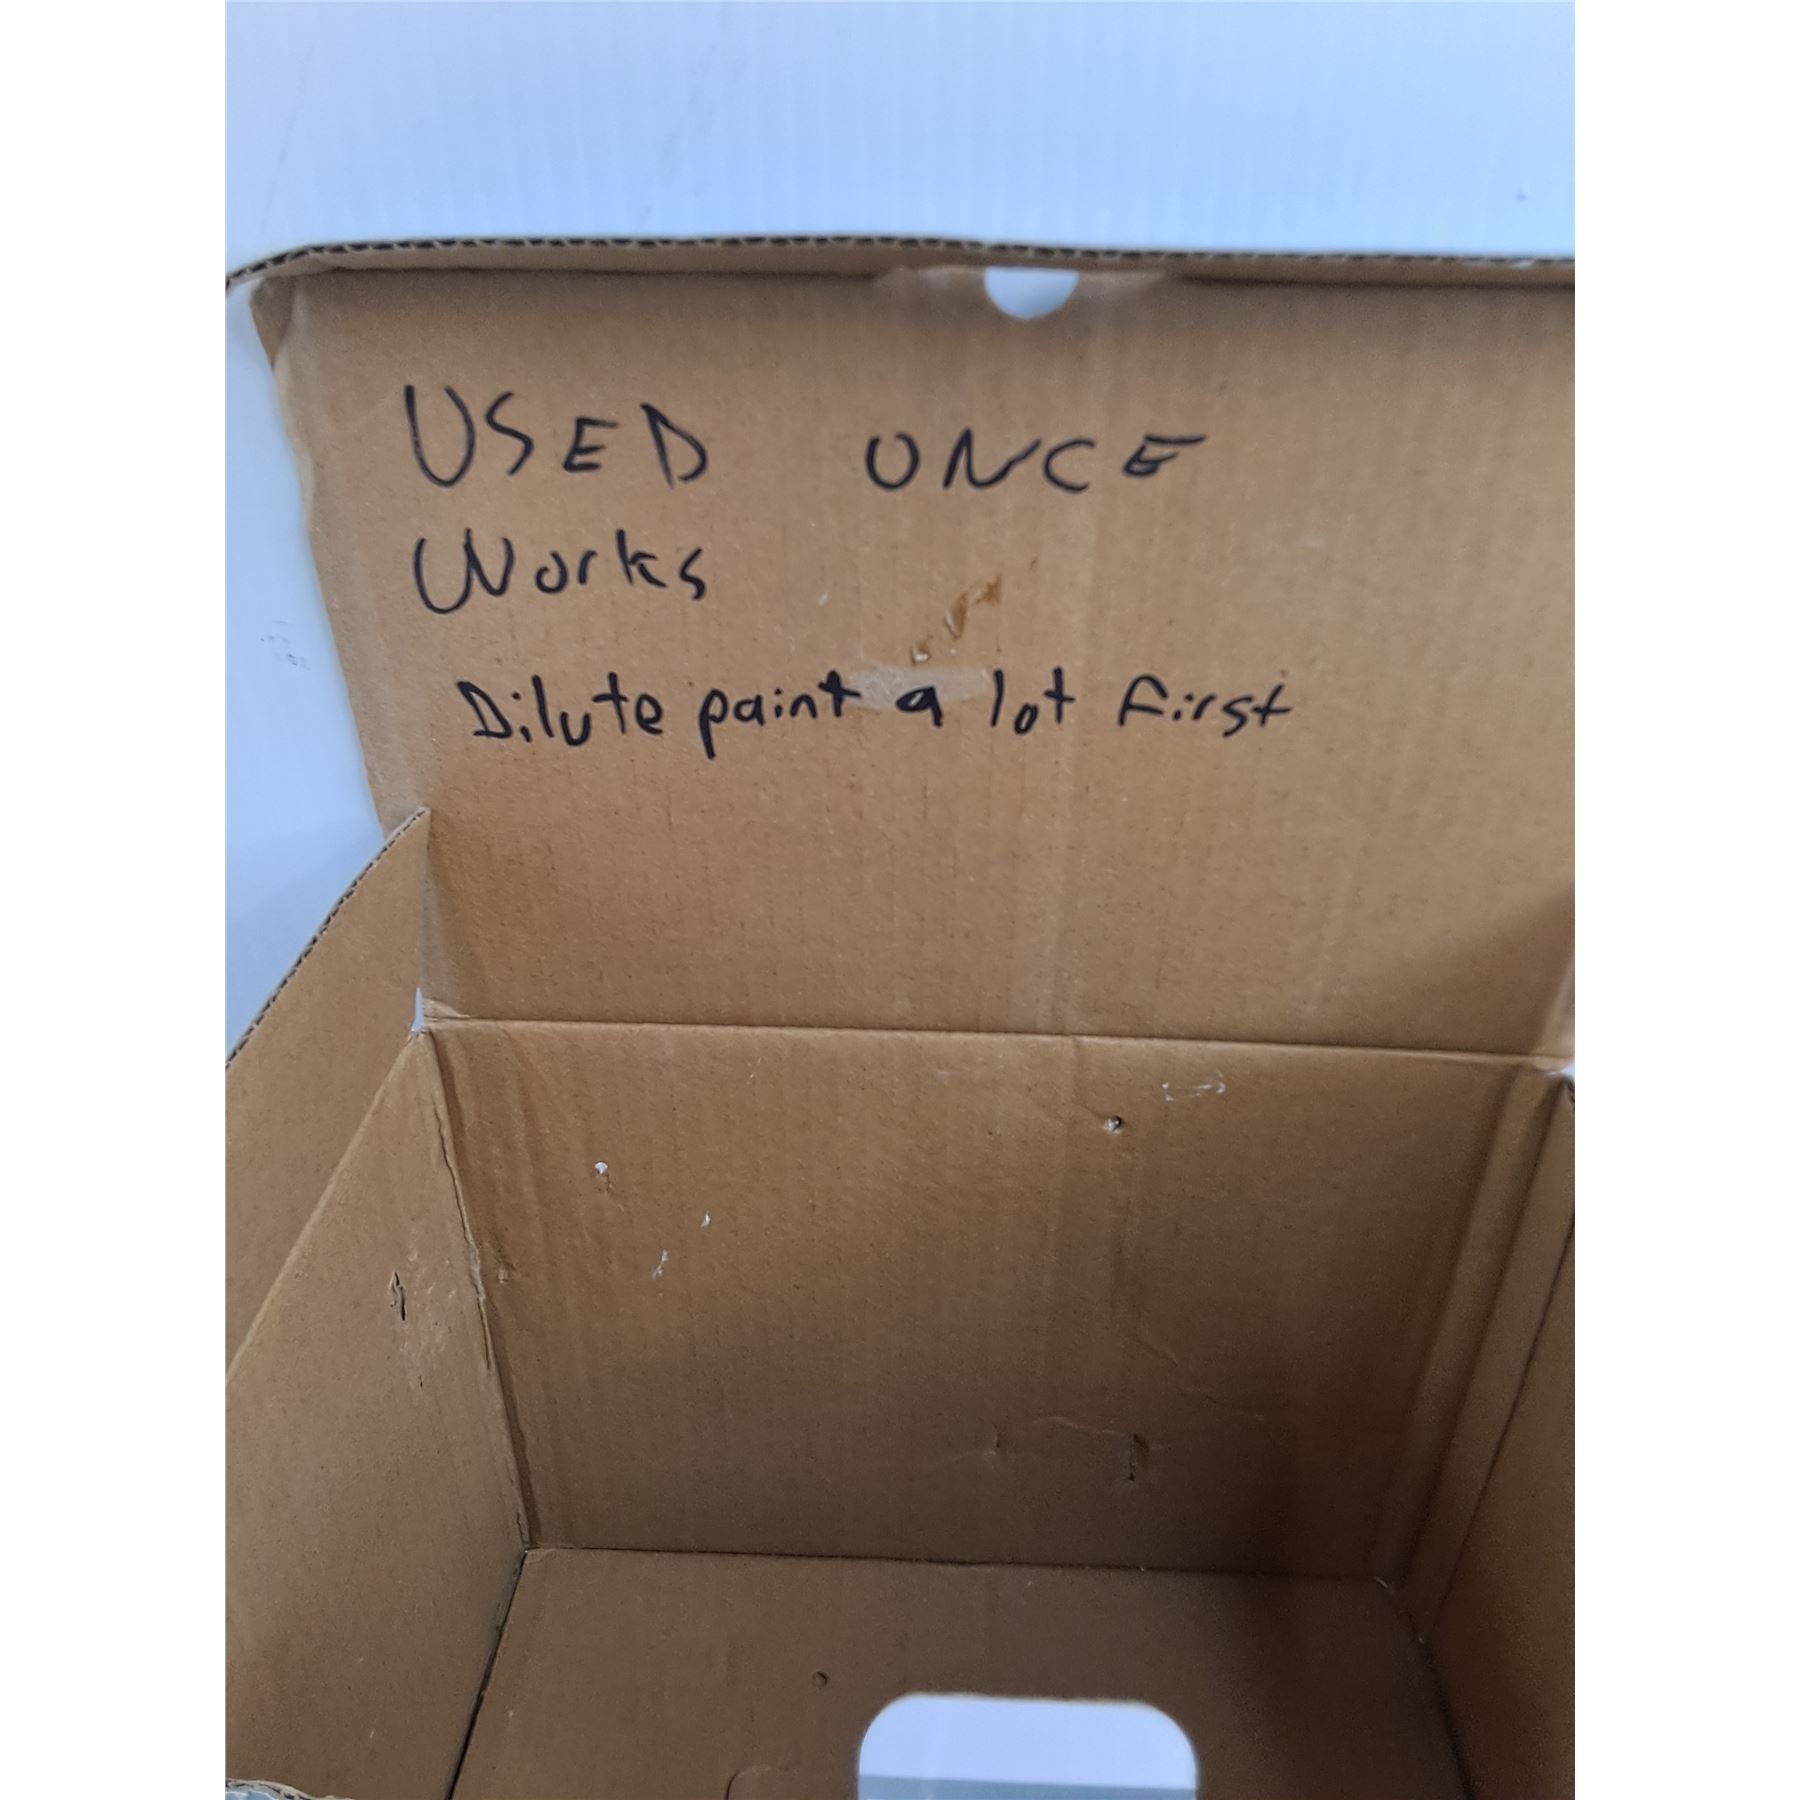 USED ONCE
Works
Dilute paint a lot first